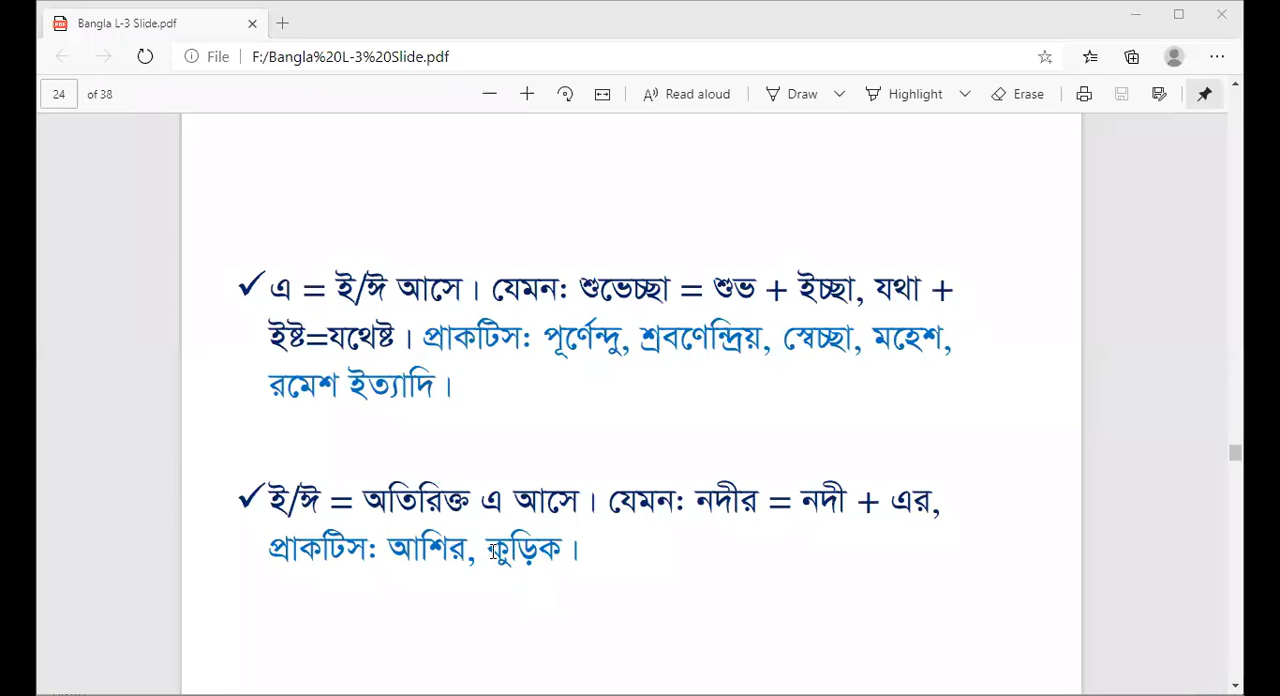 Bangla L-3 Slide.pdf
File F:/Bangla%20L-3%20Slide.pdf
24 of 38 Read aloud Draw Highlight Erase
✓এ = ই/ঈ আসে। যেমন: শুভেচ্ছা = শুভ + ইচ্ছা, যথা +
ইষ্ট=যথেষ্ট। প্রাকটিস: পূর্ণেন্দু, শ্রবণেন্দ্রিয়, স্বেচ্ছা, মহেশ,
রমেশ ইত্যাদি।
✓ই/ঈ = অতিরিক্ত এ আসে। যেমন: নদীর = নদী + এর,
প্রাকটিস: আশির, কুড়িক।